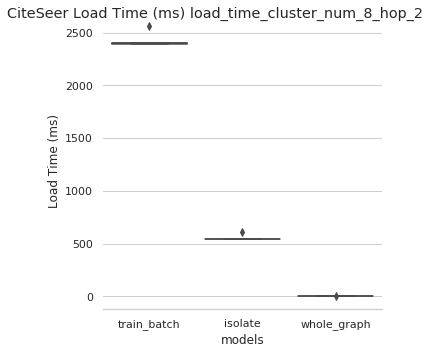 CiteSeer Load Time (ms) load_time_cluster_num_8_hop_2
2500
2000
1500
1000
500
0
Load Time (ms)
train_batch isolate whole_graph
models